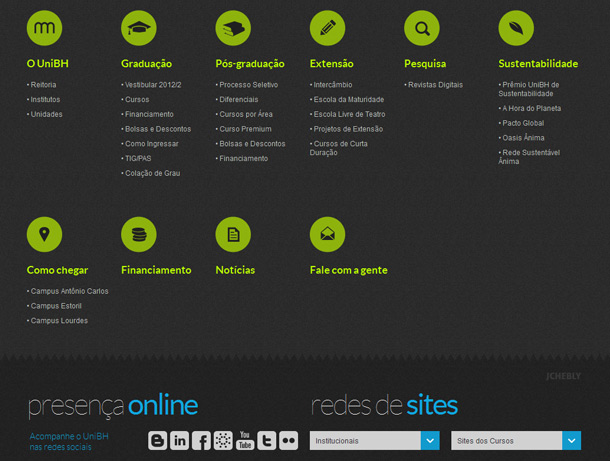 O UniBH
• Reitoria
• Institutos
• Unidades
Graduação
• Vestibular 2012/2
• Cursos
• Financiamento
• Bolsas e Descontos
• Como Ingressar
• TIG/PAS
• Colação de Grau
Pós-graduação
• Processo Seletivo
• Diferenciais
• Cursos por Área
• Curso Premium
• Bolsas e Descontos
• Financiamento
Extensão
• Intercâmbio
• Escola da Maturidade
• Escola Livre de Teatro
• Projetos de Extensão
• Cursos de Curta
Duração
Pesquisa
• Revistas Digitais
Sustentabilidade
• Prêmio UniBH de
Sustentabilidade
• A Hora do Planeta
• Pacto Global
• Oasis Ânima
• Rede Sustentável
Ânima
Como chegar
• Campus Antônio Carlos
• Campus Estoril
• Campus Lourdes
Financiamento
Notícias
Fale com a gente
JCHEBLY
presença online
Acompanhe o UniBH
nas redes sociais
in
f
You
Tube
t
redes de sites
Institucionais
Sites dos Cursos